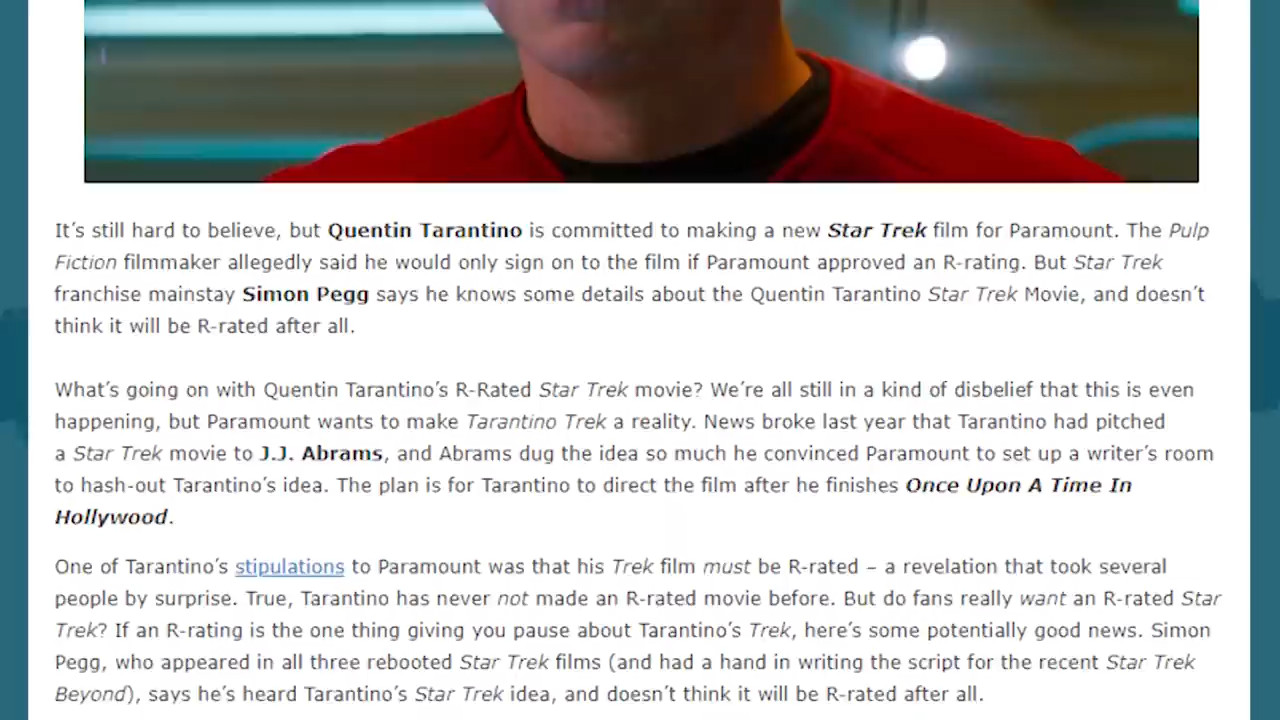 It's still hard to believe, but Quentin Tarantino is committed to making a new Star Trek film for Paramount. The Pulp
Fiction filmmaker allegedly said he would only sign on to the film if Paramount approved an R-rating. But Star Trek
franchise mainstay Simon Pegg says he knows some details about the Quentin Tarantino Star Trek Movie, and doesn't
think it will be R-rated after all.
What's going on with Quentin Tarantino's R-Rated Star Trek movie? We're all still in a kind of disbelief that this is even
happening, but Paramount wants to make Tarantino Trek a reality. News broke last year that Tarantino had pitched
a Star Trek movie to J.J. Abrams, and Abrams dug the idea so much he convinced Paramount to set up a writer's room
to hash-out Tarantino's idea. The plan is for Tarantino to direct the film after he finishes Once Upon A Time In
Hollywood.
One of Tarantino's stipulations to Paramount was that his Trek film must be R-rated – a revelation that took several
people by surprise. True, Tarantino has never not made an R-rated movie before. But do fans really want an R-rated Star
Trek? If an R-rating is the one thing giving you pause about Tarantino's Trek, here's some potentially good news. Simon
Pegg, who appeared in all three rebooted Star Trek films (and had a hand in writing the script for the recent Star Trek
Beyond), says he's heard Tarantino's Star Trek idea, and doesn't think it will be R-rated after all.